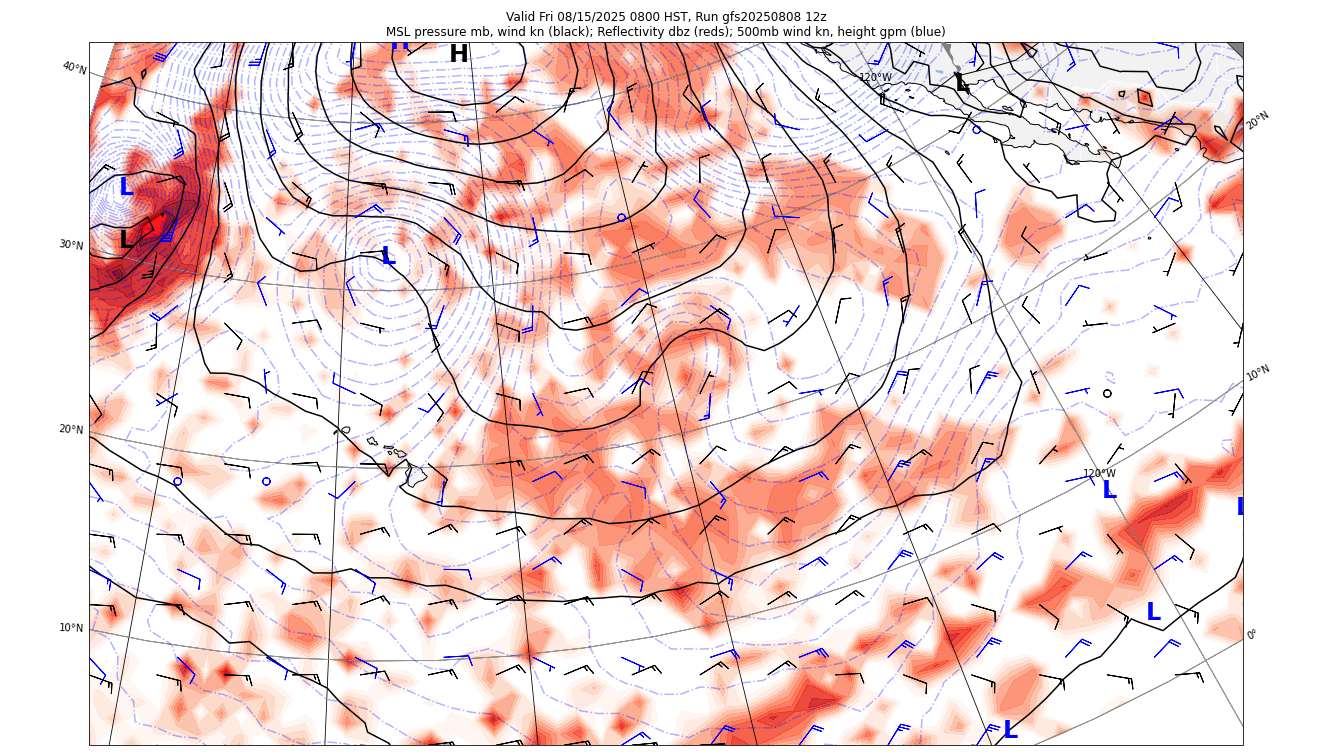 Valid Fri 08/15/2025 0800 HST, Run gfs20250808 12z
MSL pressure mb, wind kn (black); Reflectivity dbz (reds); 500mb wind kn, height gpm (blue)
H H
40°N
120°W
L
20°N
L
L
30°N
L
10°N
20°N
120°W
L
L
L
10°N
0°
L